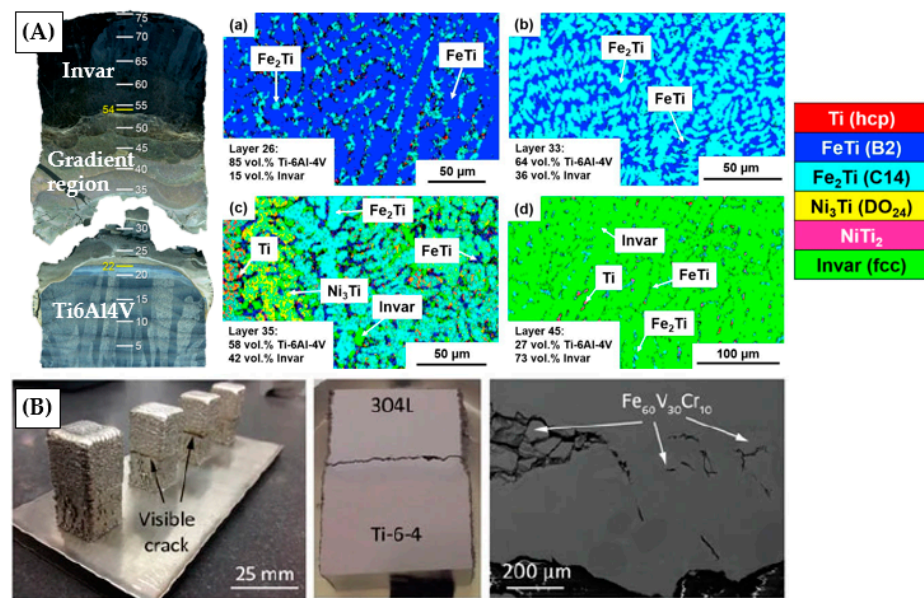 (A)
75
70
65
Invar
60
55
54
50
45
Gradient
region
40
35
30
25
22
20
Ti6Al4V
15
10
5
(a)
Fe₂Ti
FeTi
Layer 26:
85 vol.% Ti-6Al-4V
15 vol.% Invar
50 µm
(b)
Fe₂Ti
FeTi
Layer 33:
64 vol.% Ti-6Al-4V
36 vol.% Invar
50 µm
(c)
Fe₂Ti
Ti
FeTi
Ni₃Ti
Invar
Layer 35:
58 vol.% Ti-6Al-4V
42 vol.% Invar
50 µm
(d)
Invar
Ti
FeTi
Fe₂Ti
Layer 45:
27 vol.% Ti-6Al-4V
73 vol.% Invar
100 µm
Ti (hcp)
FeTi (B2)
Fe₂Ti (C14)
Ni₃Ti (DO₂₄)
NiTi₂
Invar (fcc)
(B)
Visible
crack
25 mm
304L
Ti-6-4
Fe₆₀V₃₀Cr₁₀
200 µm